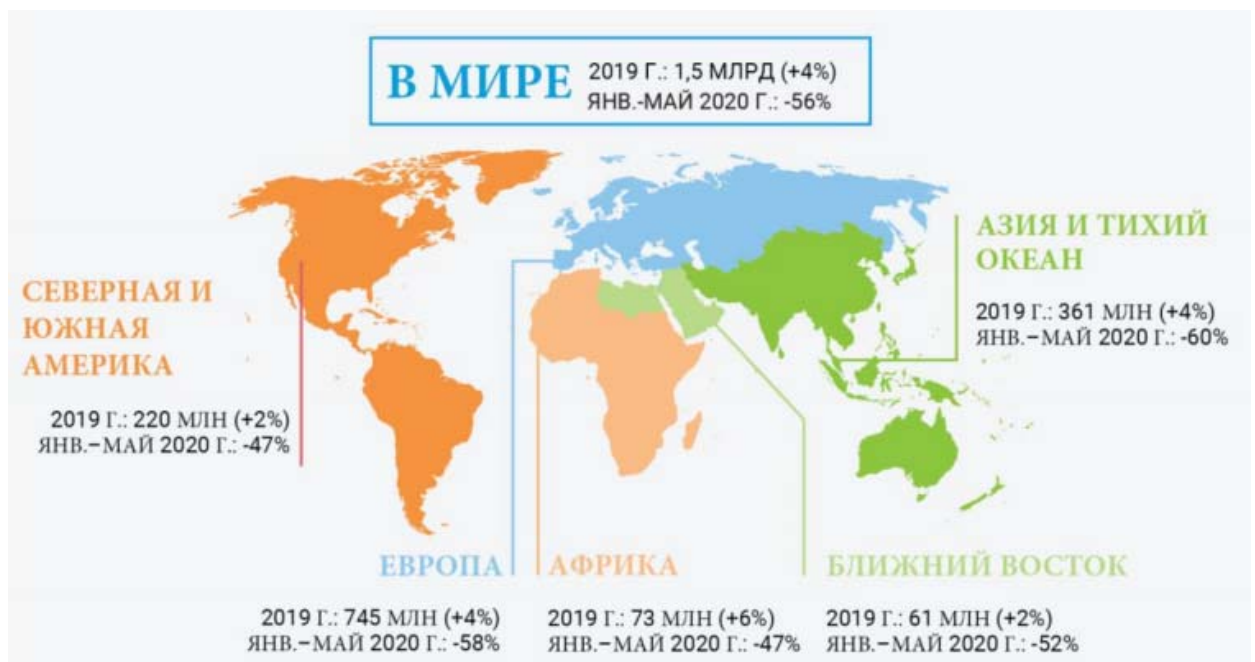 В МИРЕ
2019 Г.: 1,5 МЛРД (+4%)
ЯНВ.-МАЙ 2020 Г.: -56%
АЗИЯ И ТИХИЙ
ОКЕАН
2019 Г.: 361 МЛН (+4%)
ЯНВ.–МАЙ 2020 Г.: -60%
СЕВЕРНАЯ И
ЮЖНАЯ
АМЕРИКА
2019 Г.: 220 МЛН (+2%)
ЯНВ.–МАЙ 2020 Г.: -47%
ЕВРОПА
2019 Г.: 745 МЛН (+4%)
ЯНВ.–МАЙ 2020 Г.: -58%
АФРИКА
2019 Г.: 73 МЛН (+6%)
ЯНВ.–МАЙ 2020 Г.: -47%
БЛИЖНИЙ ВОСТОК
2019 Г.: 61 МЛН (+2%)
ЯНВ.–МАЙ 2020 Г.: -52%